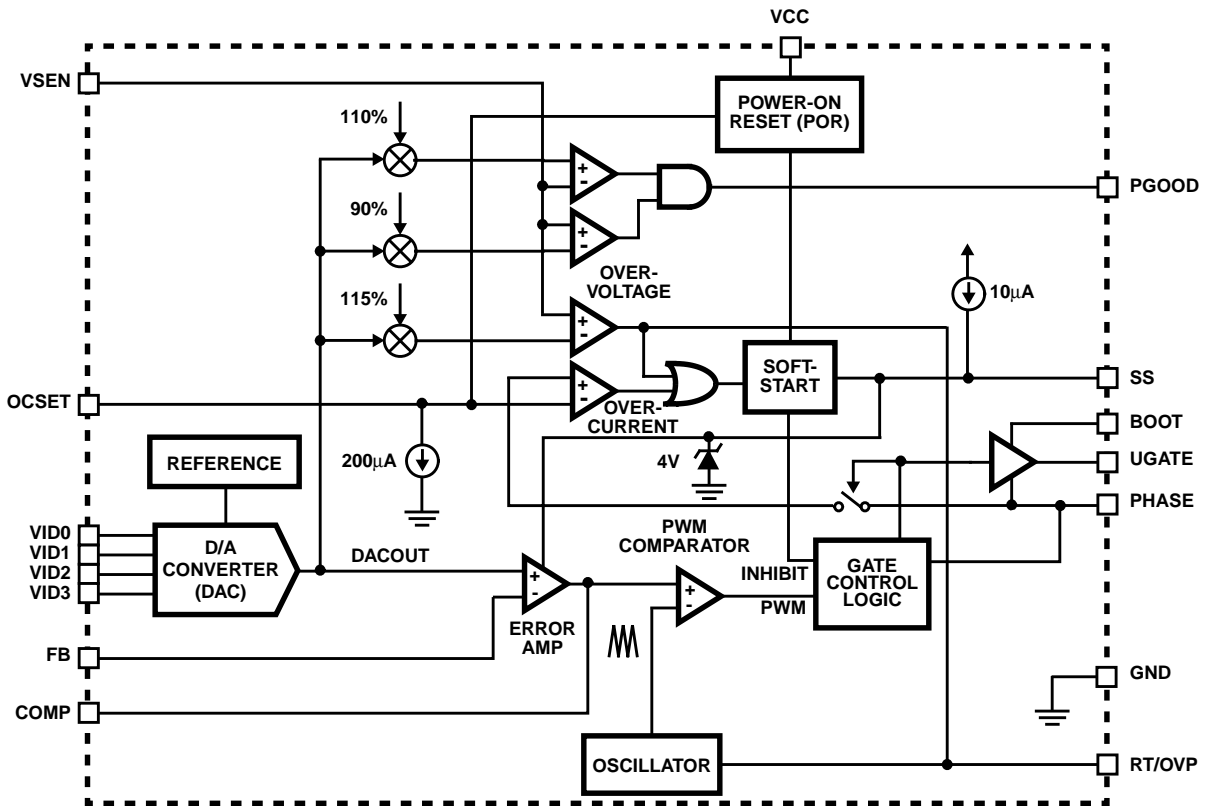 VCC
VSEN
POWER-ON
RESET (POR)
110%
+
-
PGOOD
90%
+
-
OVER-
VOLTAGE
115%
10µA
+
-
SOFT-
START
SS
OCSET
+
-
OVER-
CURRENT
BOOT
REFERENCE
200µA
4V
UGATE
PHASE
VID0
VID1
VID2
VID3
D/A
CONVERTER
(DAC)
DACOUT
PWM
COMPARATOR
+
-
ERROR
AMP
+
-
INHIBIT
PWM
GATE
CONTROL
LOGIC
FB
GND
COMP
OSCILLATOR
RT/OVP